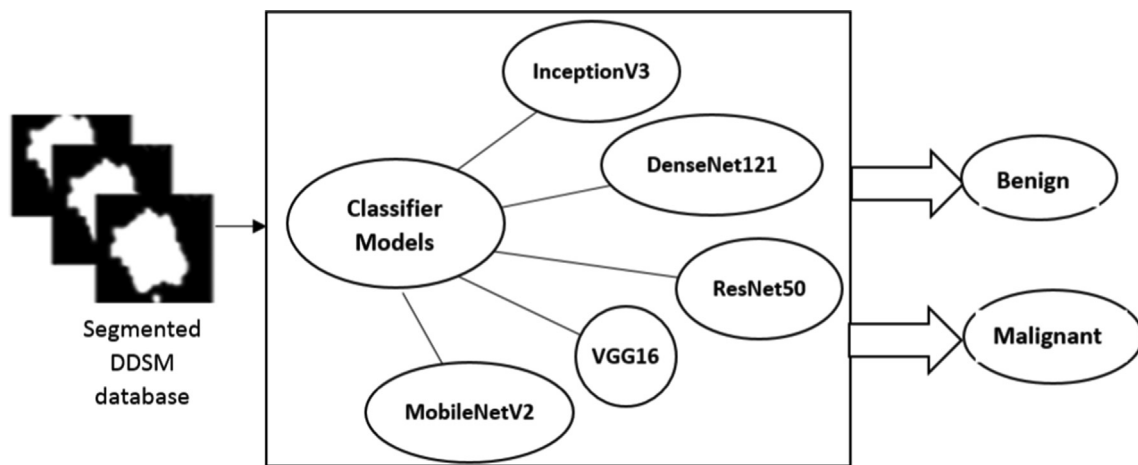 Segmented
DDSM
database
Classifier
Models
InceptionV3
DenseNet121
ResNet50
VGG16
MobileNetV2
Benign
Malignant